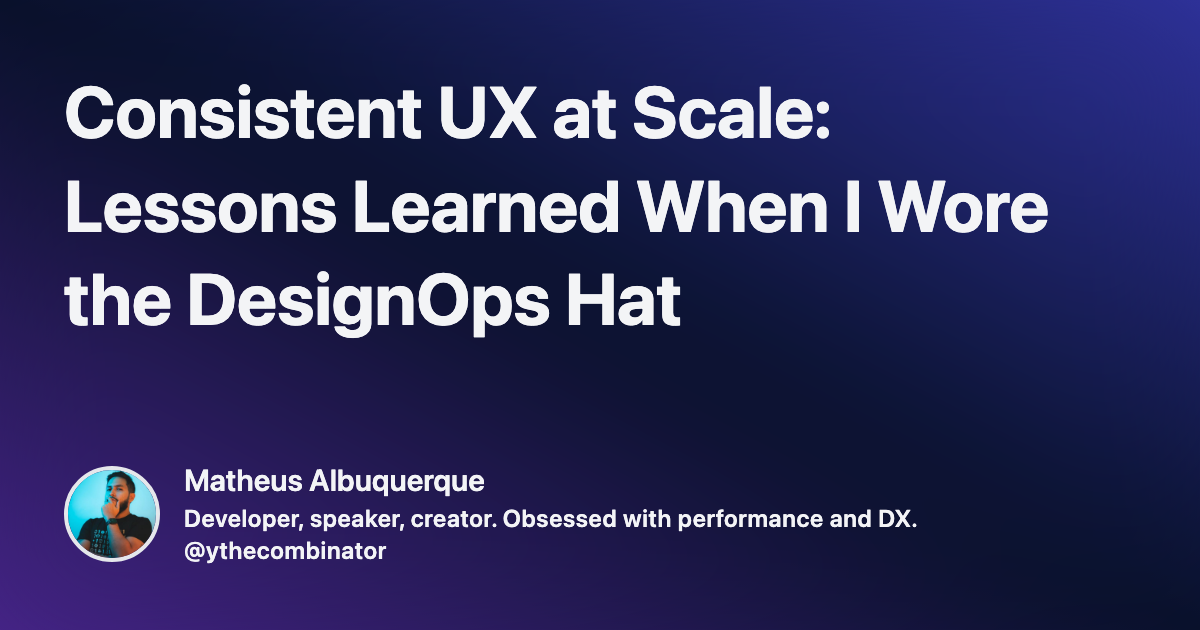 Consistent UX at Scale:
Lessons Learned When I Wore
the DesignOps Hat
Matheus Albuquerque
Developer, speaker, creator. Obsessed with performance and DX.
@ythecombinator